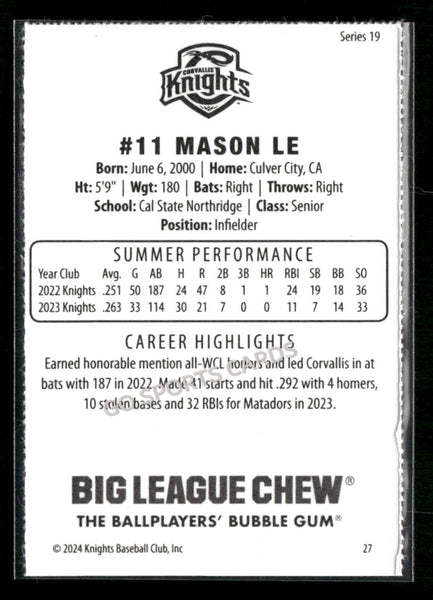 Series 19
CORVALLIS
Knights
#11 MASON LE
Born: June 6, 2000 | Home: Culver City, CA
Ht: 5'9" | Wgt: 180 | Bats: Right | Throws: Right
School: Cal State Northridge | Class: Senior
Position: Infielder
SUMMER PERFORMANCE
Year Club Avg. G AB H R 2B 3B HR RBI SB BB SO
2022 Knights .251 50 187 24 47 8 1 1 24 19 18 36
2023 Knights .263 33 114 30 21 7 0 0 11 7 14 33
CAREER HIGHLIGHTS
Earned honorable mention all-WCL honors and led Corvallis in at
bats with 187 in 2022. Made 41 starts and hit .292 with 4 homers,
10 stolen bases and 32 RBIs for Matadors in 2023.
GO SPORTS CARDS
BIG LEAGUE CHEW®
THE BALLPLAYERS' BUBBLE GUM®
© 2024 Knights Baseball Club, Inc 27